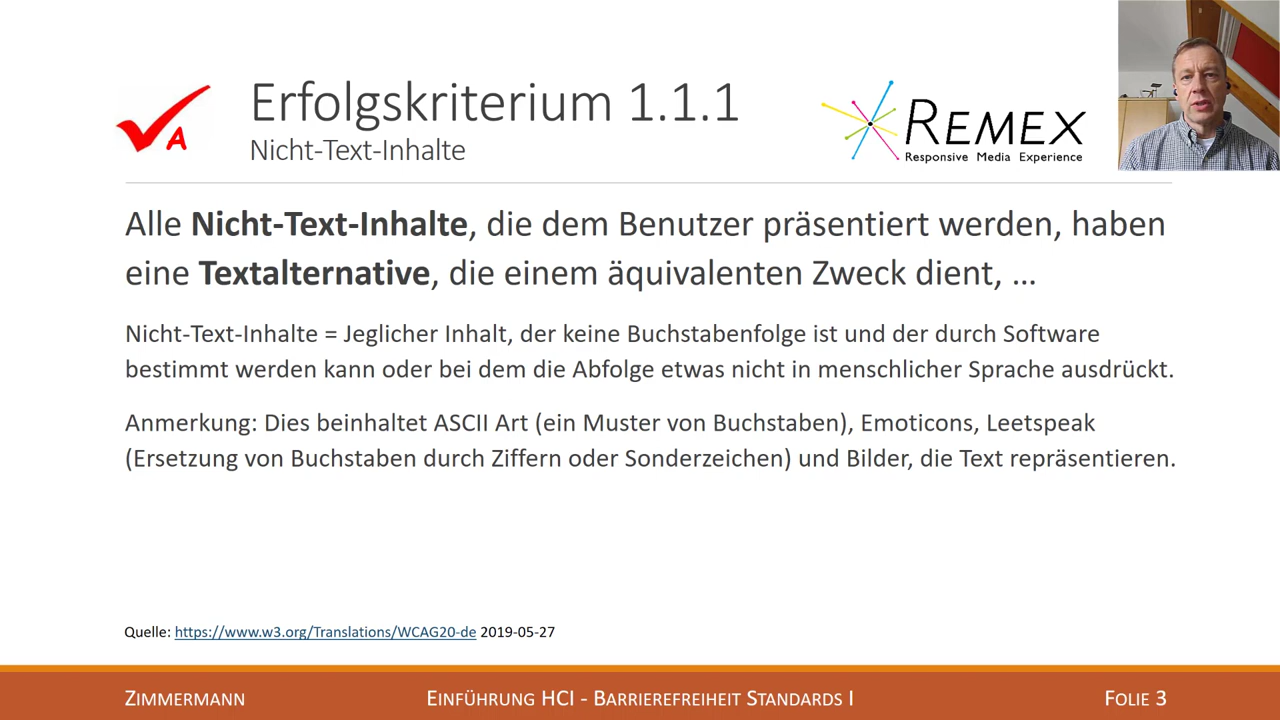 Erfolgskriterium 1.1.1
Nicht-Text-Inhalte
A
REMEX
Responsive Media Experience
Alle Nicht-Text-Inhalte, die dem Benutzer präsentiert werden, haben
eine Textalternative, die einem äquivalenten Zweck dient, …
Nicht-Text-Inhalte = Jeglicher Inhalt, der keine Buchstabenfolge ist und der durch Software
bestimmt werden kann oder bei dem die Abfolge etwas nicht in menschlicher Sprache ausdrückt.
Anmerkung: Dies beinhaltet ASCII Art (ein Muster von Buchstaben), Emoticons, Leetspeak
(Ersetzung von Buchstaben durch Ziffern oder Sonderzeichen) und Bilder, die Text repräsentieren.
Quelle: https://www.w3.org/Translations/WCAG20-de 2019-05-27
ZIMMERMANN
EINFÜHRUNG HCI - BARRIEREFREIHEIT STANDARDS I
FOLIE 3